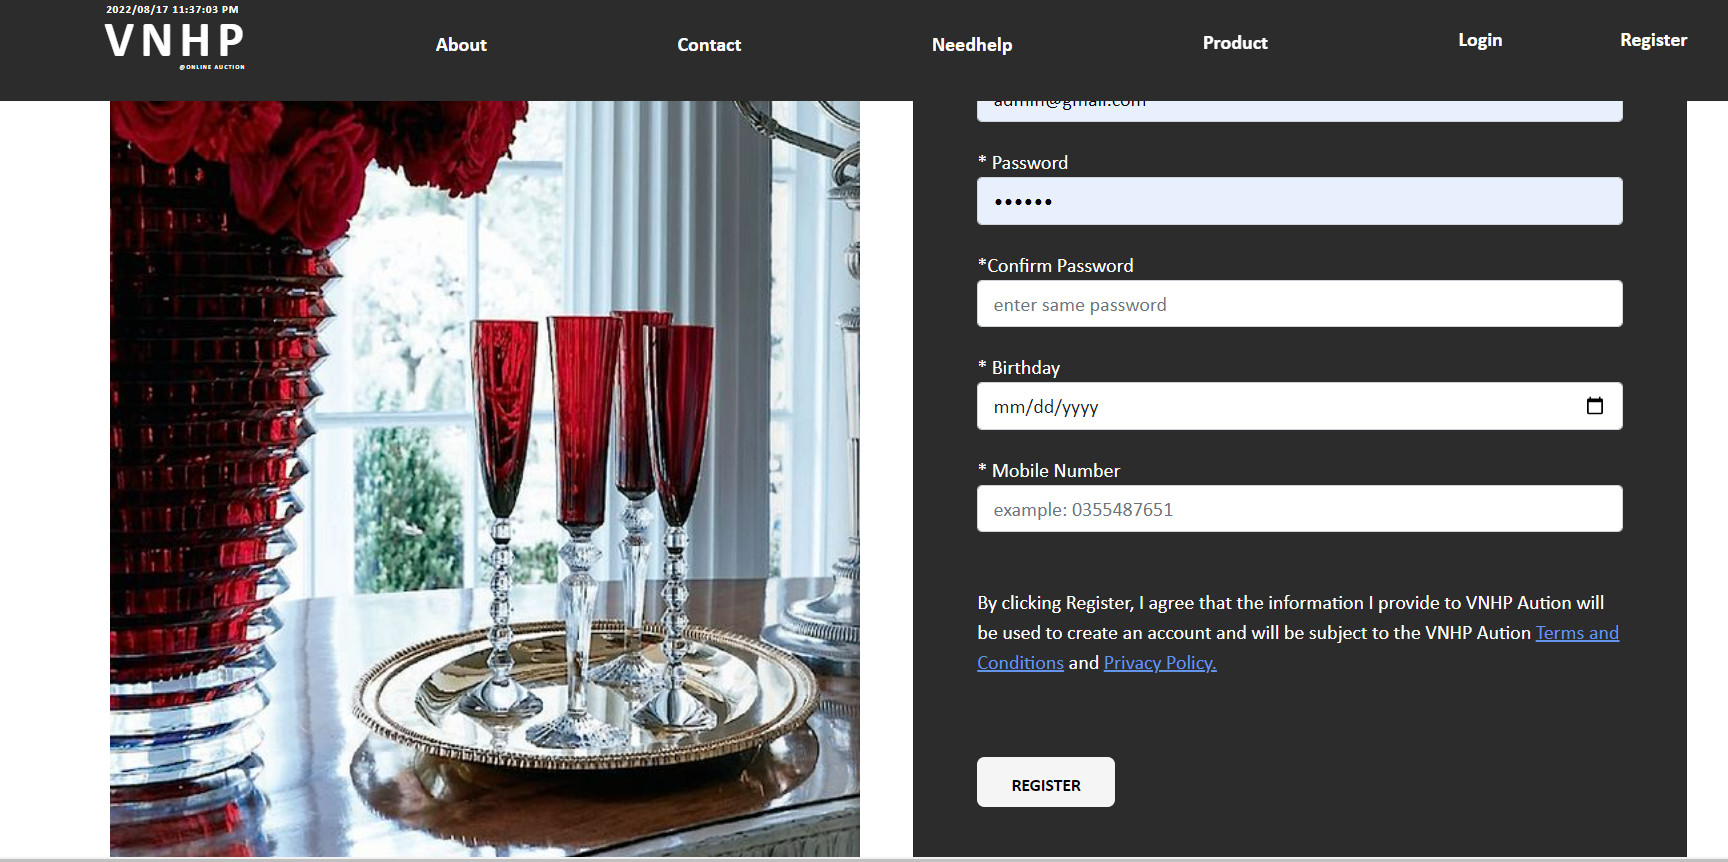 2022/08/17 11:37:03 PM
VNHP
@ONLINE AUCTION
About
Contact
Needhelp
Product
Login
Register
admin@gmail.com
* Password
••••••
*Confirm Password
enter same password
* Birthday
mm/dd/yyyy
* Mobile Number
example: 0355487651
By clicking Register, I agree that the information I provide to VNHP Aution will
be used to create an account and will be subject to the VNHP Aution Terms and
Conditions and Privacy Policy.
REGISTER